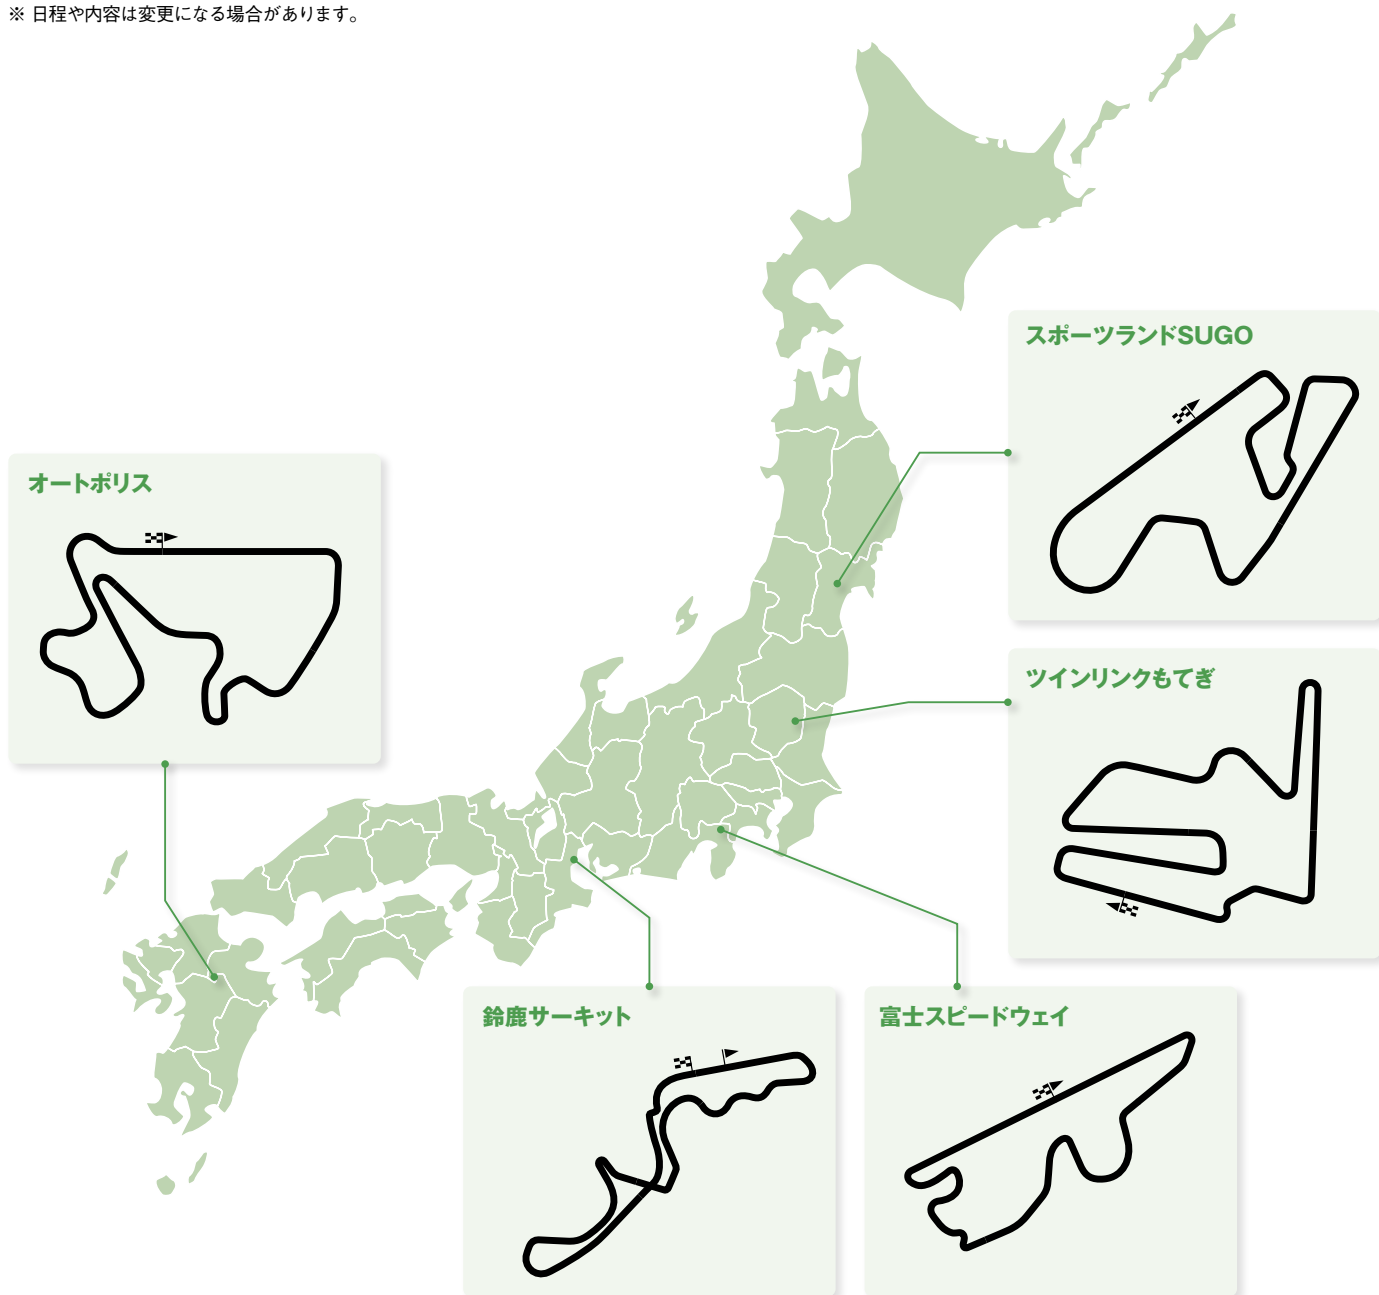 ※ 日程や内容は変更になる場合があります。
スポーツランドSUGO
オートポリス
ツインリンクもてぎ
鈴鹿サーキット
富士スピードウェイ